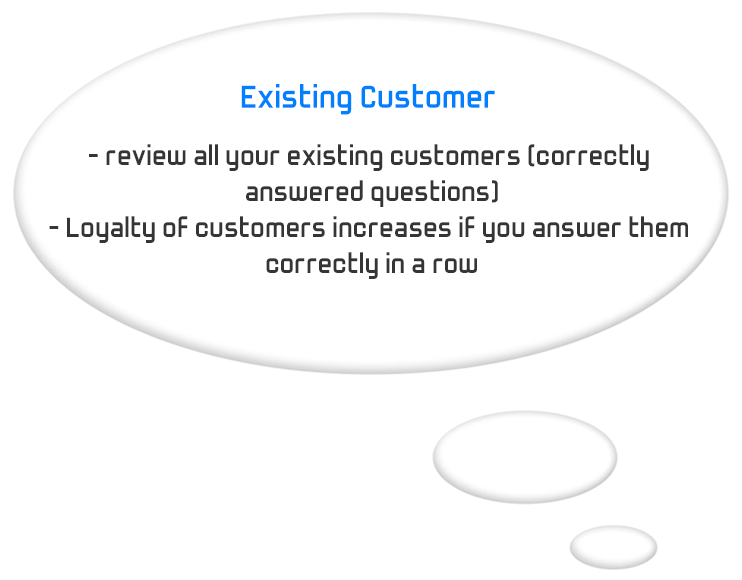 Existing Customer
- review all your existing customers (correctly
answered questions)
- Loyalty of customers increases if you answer them
correctly in a row